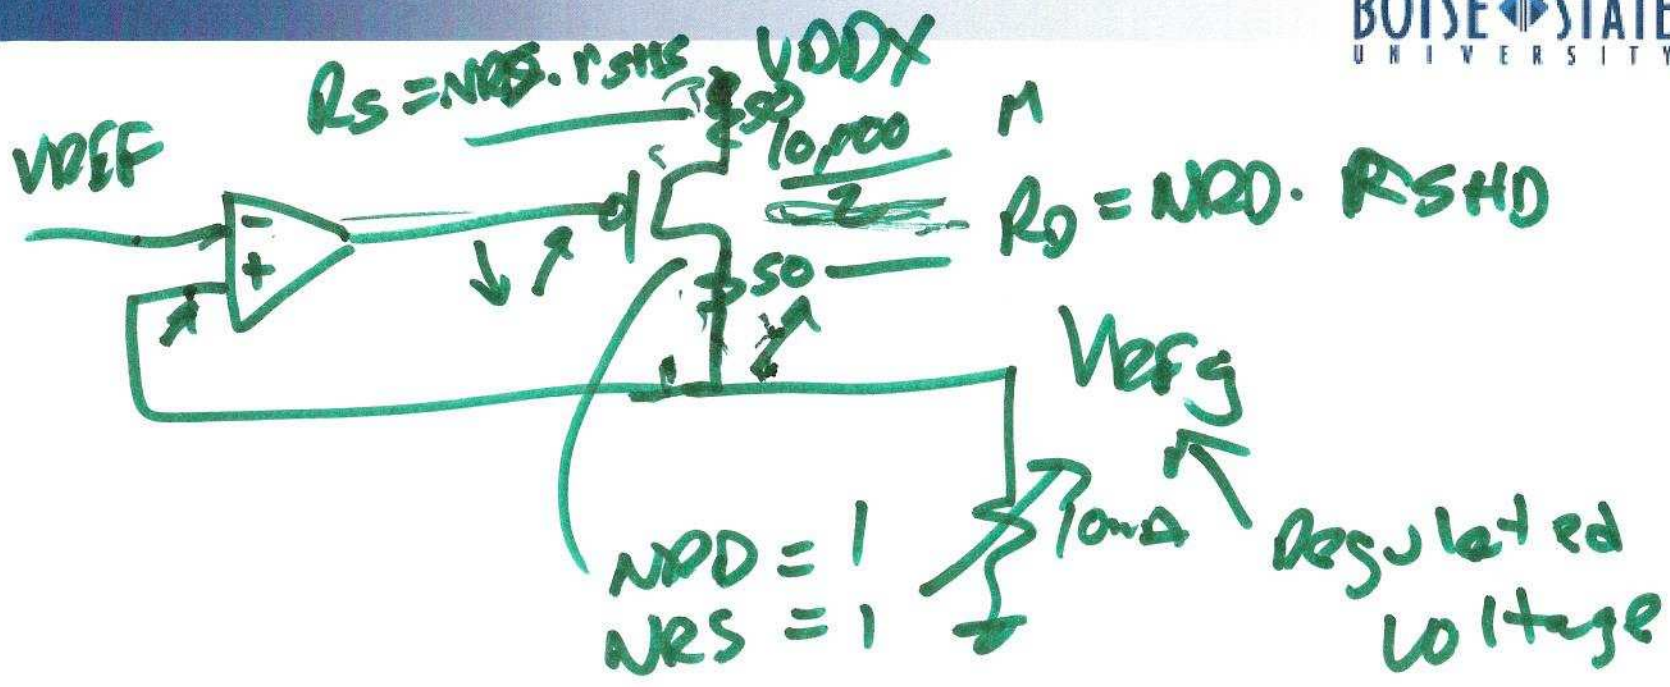 BOISE STATE
UNIVERSITY
RS = NRS. rSHS
VDDX
50
VREF
10,000
M
2
RD = NRD. RSHD
-
+
50
Vreg
10mA
NRD = 1
NRS = 1
Regulated
voltage